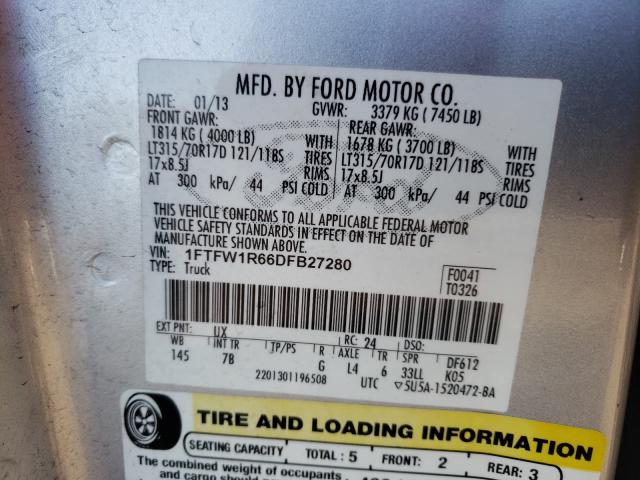 MFD. BY FORD MOTOR CO.
DATE: 01/13 GVWR: 3379 KG ( 7450 LB)
FRONT GAWR: REAR GAWR:
1814 KG ( 4000 LB) WITH 1678 KG ( 3700 LB) WITH
LT315/70R17D 121/118S TIRES LT315/70R17D 121/118S TIRES
17x8.5J RIMS 17x8.5J RIMS
AT 300 kPa/ 44 PSI COLD AT 300 kPa/ 44 PSI COLD
THIS VEHICLE CONFORMS TO ALL APPLICABLE FEDERAL MOTOR
VEHICLE SAFETY STANDARDS IN EFFECT ON THE DATE OF
MANUFACTURE SHOWN ABOVE.
VIN: 1FTFW1R66DFB27280
TYPE: Truck
F0041
T0326
EXT PNT: UX RC: 24 DSO:
WB INT TR TP/PS R AXLE TR SPR DF612
145 7B G L4 6 33LL K05
2201301196508 UTC ▽5U5A-1520472-BA
TIRE AND LOADING INFORMATION
SEATING CAPACITY TOTAL : 5 FRONT: 2 REAR: 3
The combined weight of occupants
and cargo should